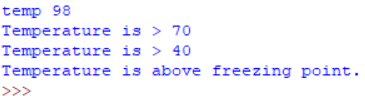 temp 98
Temperature is > 70
Temperature is > 40
Temperature is above freezing point.
>>>